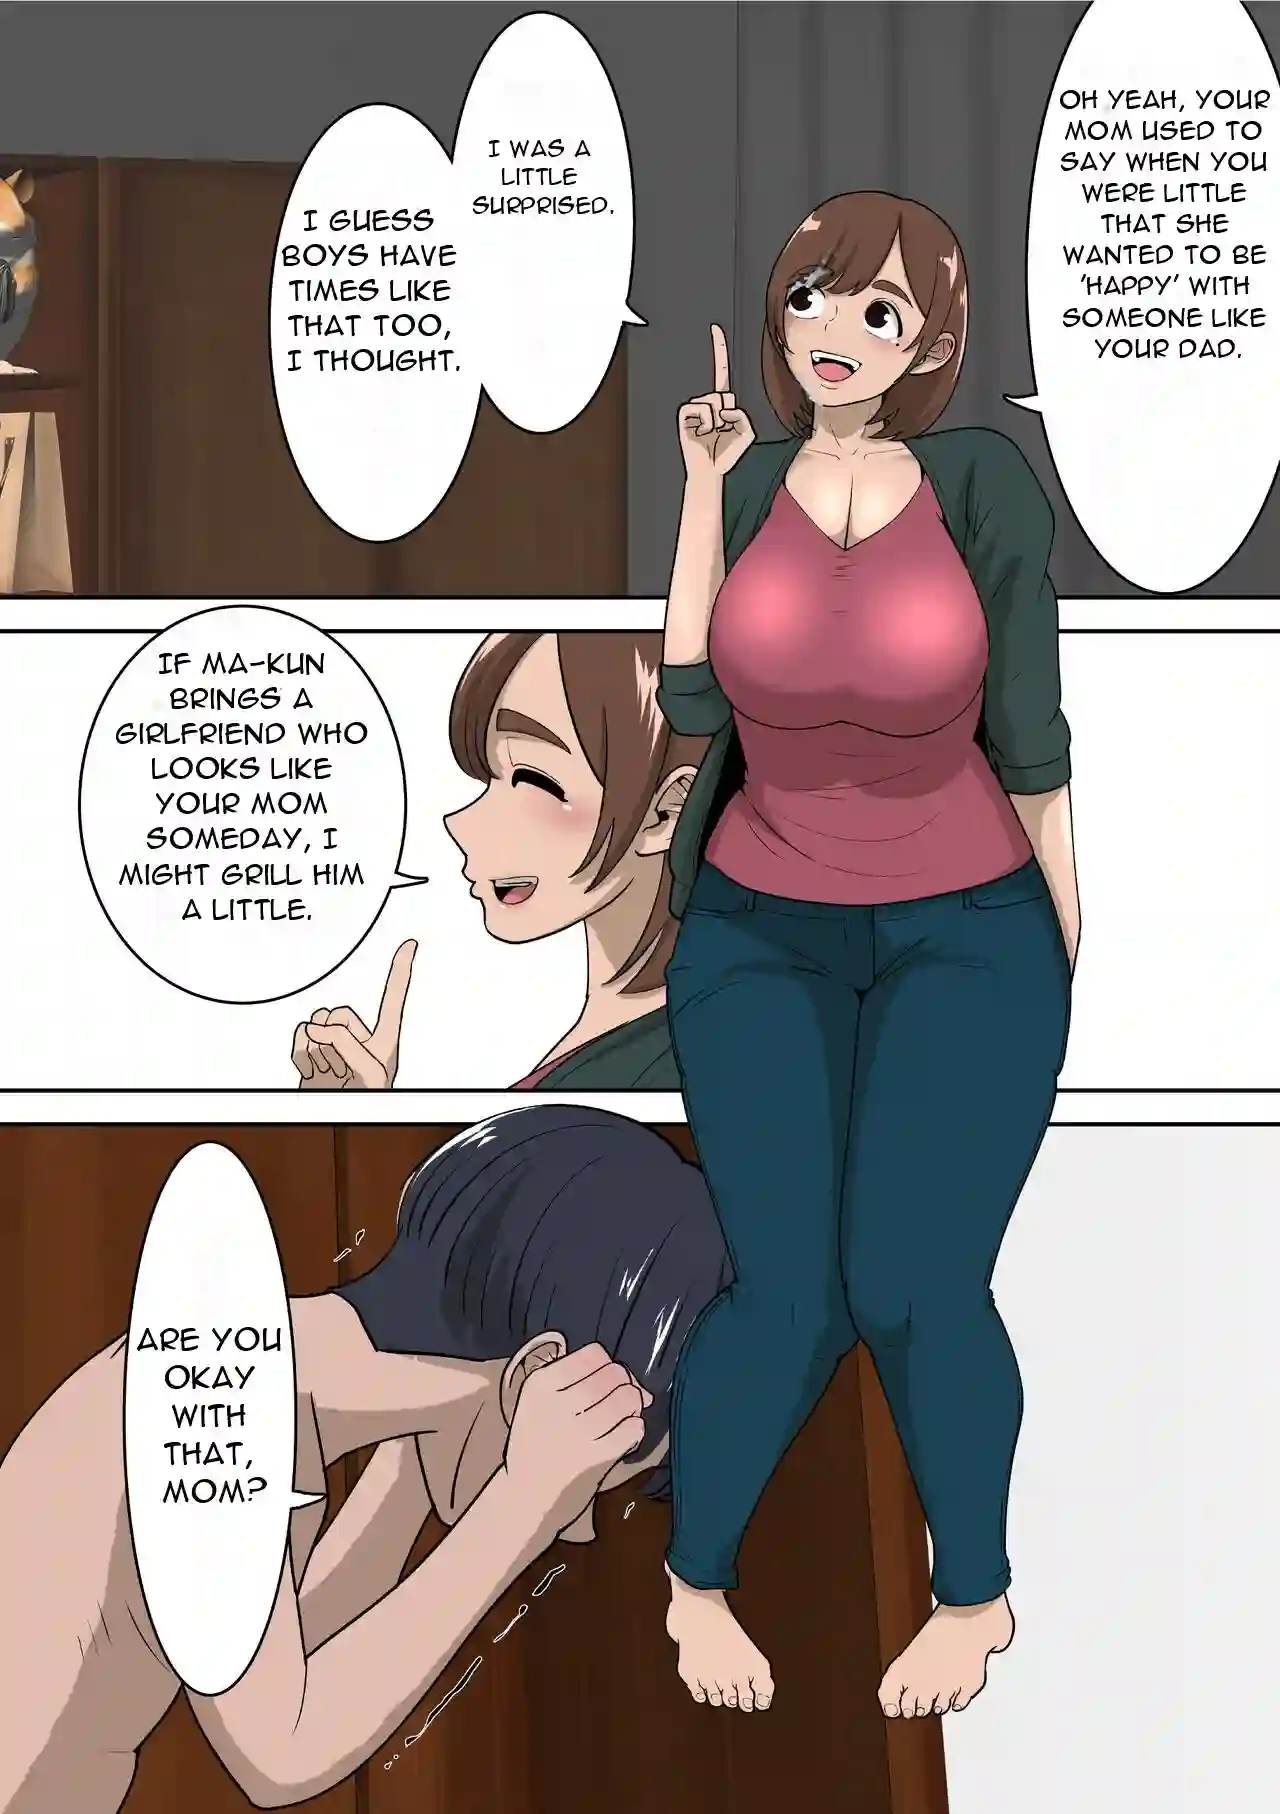 OH YEAH, YOUR
MOM USED TO
SAY WHEN YOU
WERE LITTLE
THAT SHE
WANTED TO BE
'HAPPY' WITH
SOMEONE LIKE
YOUR DAD.
I WAS A
LITTLE
SURPRISED.
I GUESS
BOYS HAVE
TIMES LIKE
THAT TOO,
I THOUGHT.
IF MA-KUN
BRINGS A
GIRLFRIEND WHO
LOOKS LIKE
YOUR MOM
SOMEDAY, I
MIGHT GRILL HIM
A LITTLE.
ARE YOU
OKAY
WITH
THAT,
MOM?